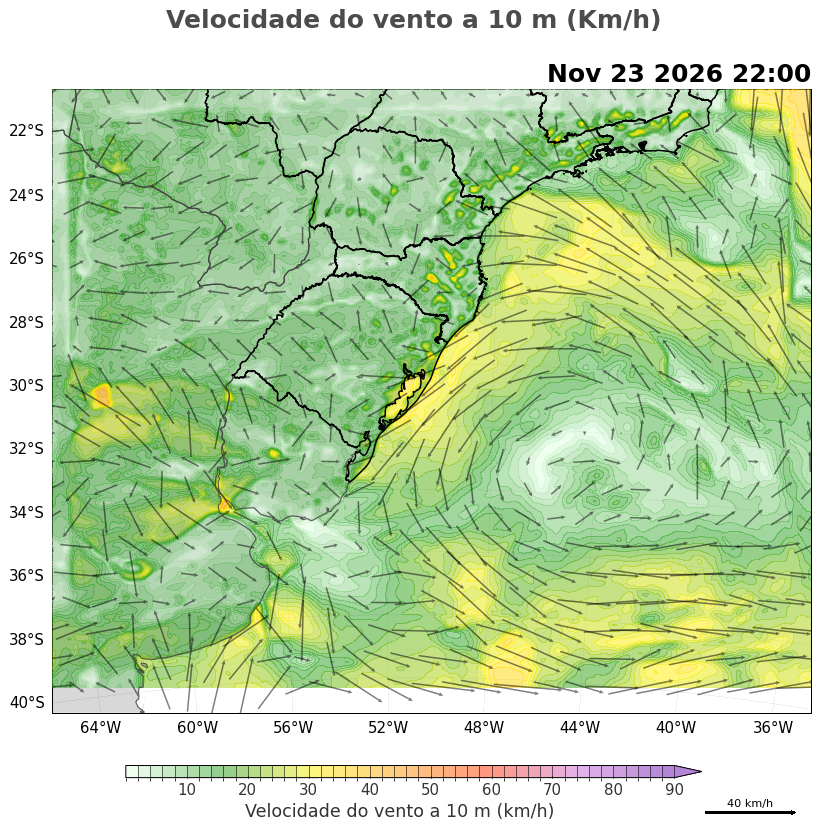 Velocidade do vento a 10 m (Km/h)
Nov 23 2026 22:00
22°S
24°S
26°S
28°S
30°S
32°S
34°S
36°S
38°S
40°S
64°W 60°W 56°W 52°W 48°W 44°W 40°W 36°W
10 20 30 40 50 60 70 80 90
Velocidade do vento a 10 m (km/h)
40 km/h